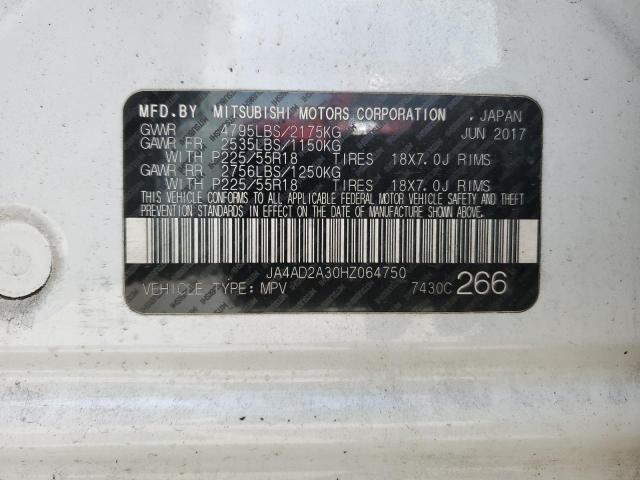 MFD.BY MITSUBISHI MOTORS CORPORATION . JAPAN
GVWR 4795LBS/2175KG JUN 2017
GAWR FR 2535LBS/1150KG
WITH P225/55R18 TIRES 18X7.0J RIMS
GAWR RR 2756LBS/1250KG
WITH P225/55R18 TIRES 18X7.0J RIMS
THIS VEHICLE CONFORMS TO ALL APPLICABLE FEDERAL MOTOR VEHICLE SAFETY AND THEFT
PREVENTION STANDARDS IN EFFECT ON THE DATE OF MANUFACTURE SHOWN ABOVE.
JA4AD2A30HZ064750
VEHICLE TYPE: MPV 7430C 266